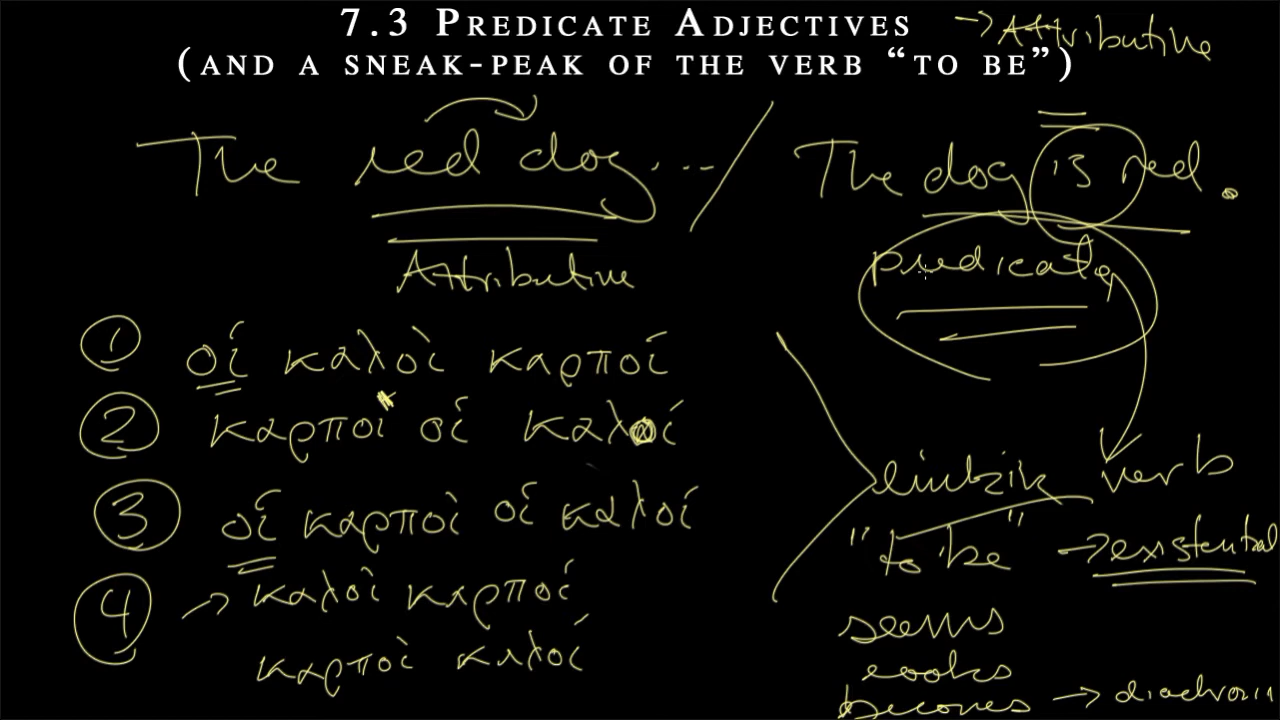 7.3 PREDICATE ADJECTIVES
(AND A SNEAK-PEAK OF THE VERB “TO BE”)
→ Attributive
The red dog... / The dog is red.
Attributive
predicate
1 οἱ καλοὶ καρποί
2 καρποὶ οἱ καλοί
3 οἱ καρποὶ οἱ καλοί
4 → καλοὶ καρποί
καρποὶ καλοί
linking verb
"to be" → existential
seems
looks
becomes →